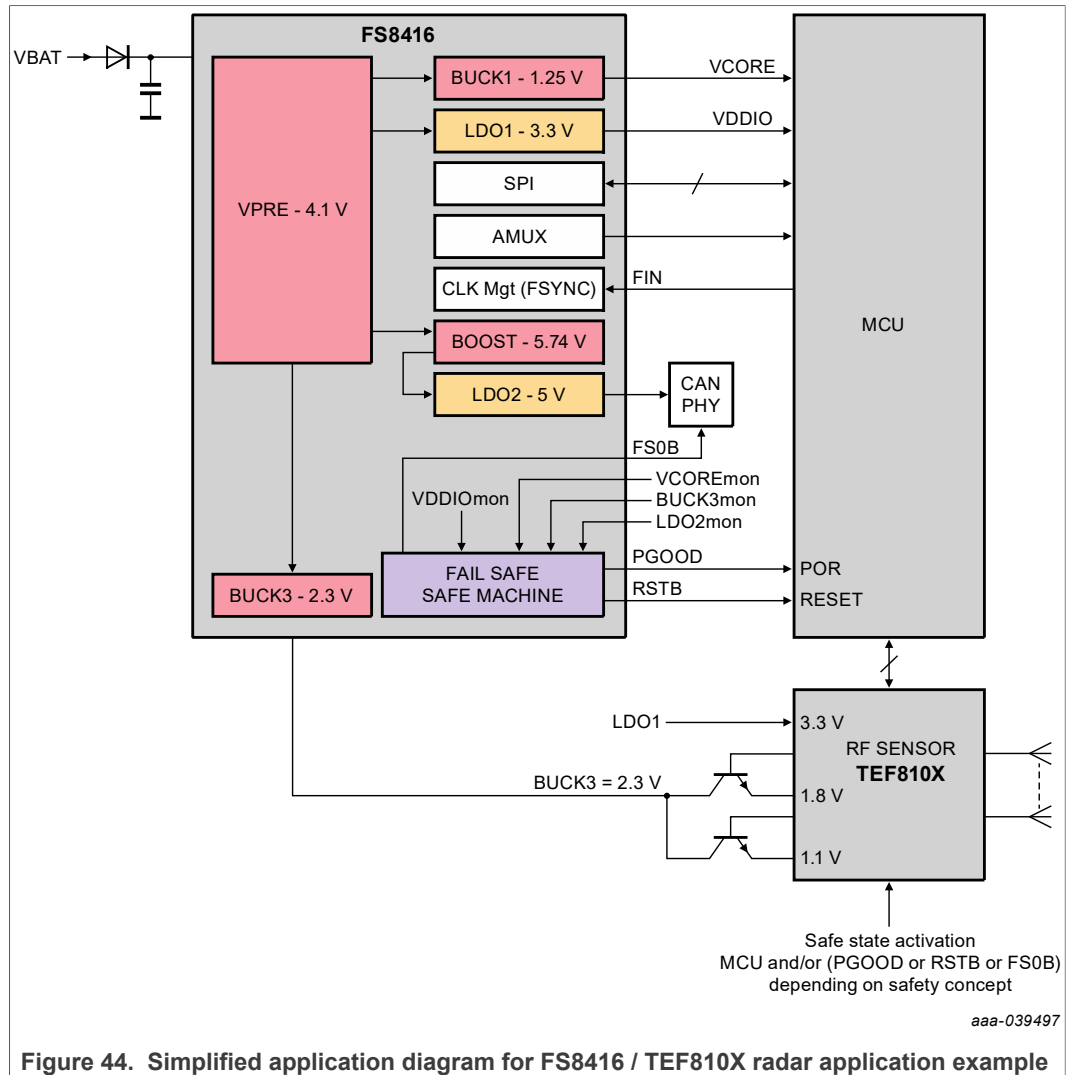 FS8416
VBAT
BUCK1 - 1.25 V
VCORE
LDO1 - 3.3 V
VDDIO
SPI
VPRE - 4.1 V
AMUX
CLK Mgt (FSYNC)
FIN
MCU
BOOST - 5.74 V
LDO2 - 5 V
CAN
PHY
FS0B
VCOREmon
VDDIOmon
BUCK3mon
LDO2mon
PGOOD
POR
FAIL SAFE
SAFE MACHINE
BUCK3 - 2.3 V
RSTB
RESET
LDO1
3.3 V
RF SENSOR
TEF810X
BUCK3 = 2.3 V
1.8 V
1.1 V
Safe state activation
MCU and/or (PGOOD or RSTB or FS0B)
depending on safety concept
aaa-039497
Figure 44. Simplified application diagram for FS8416 / TEF810X radar application example